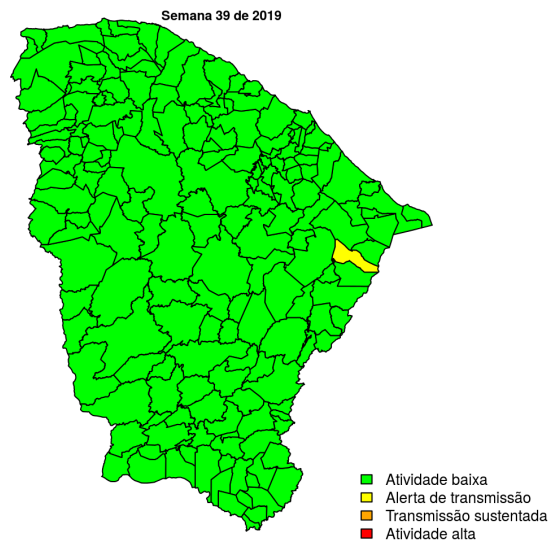 Semana 39 de 2019
Atividade baixa
Alerta de transmissão
Transmissão sustentada
Atividade alta